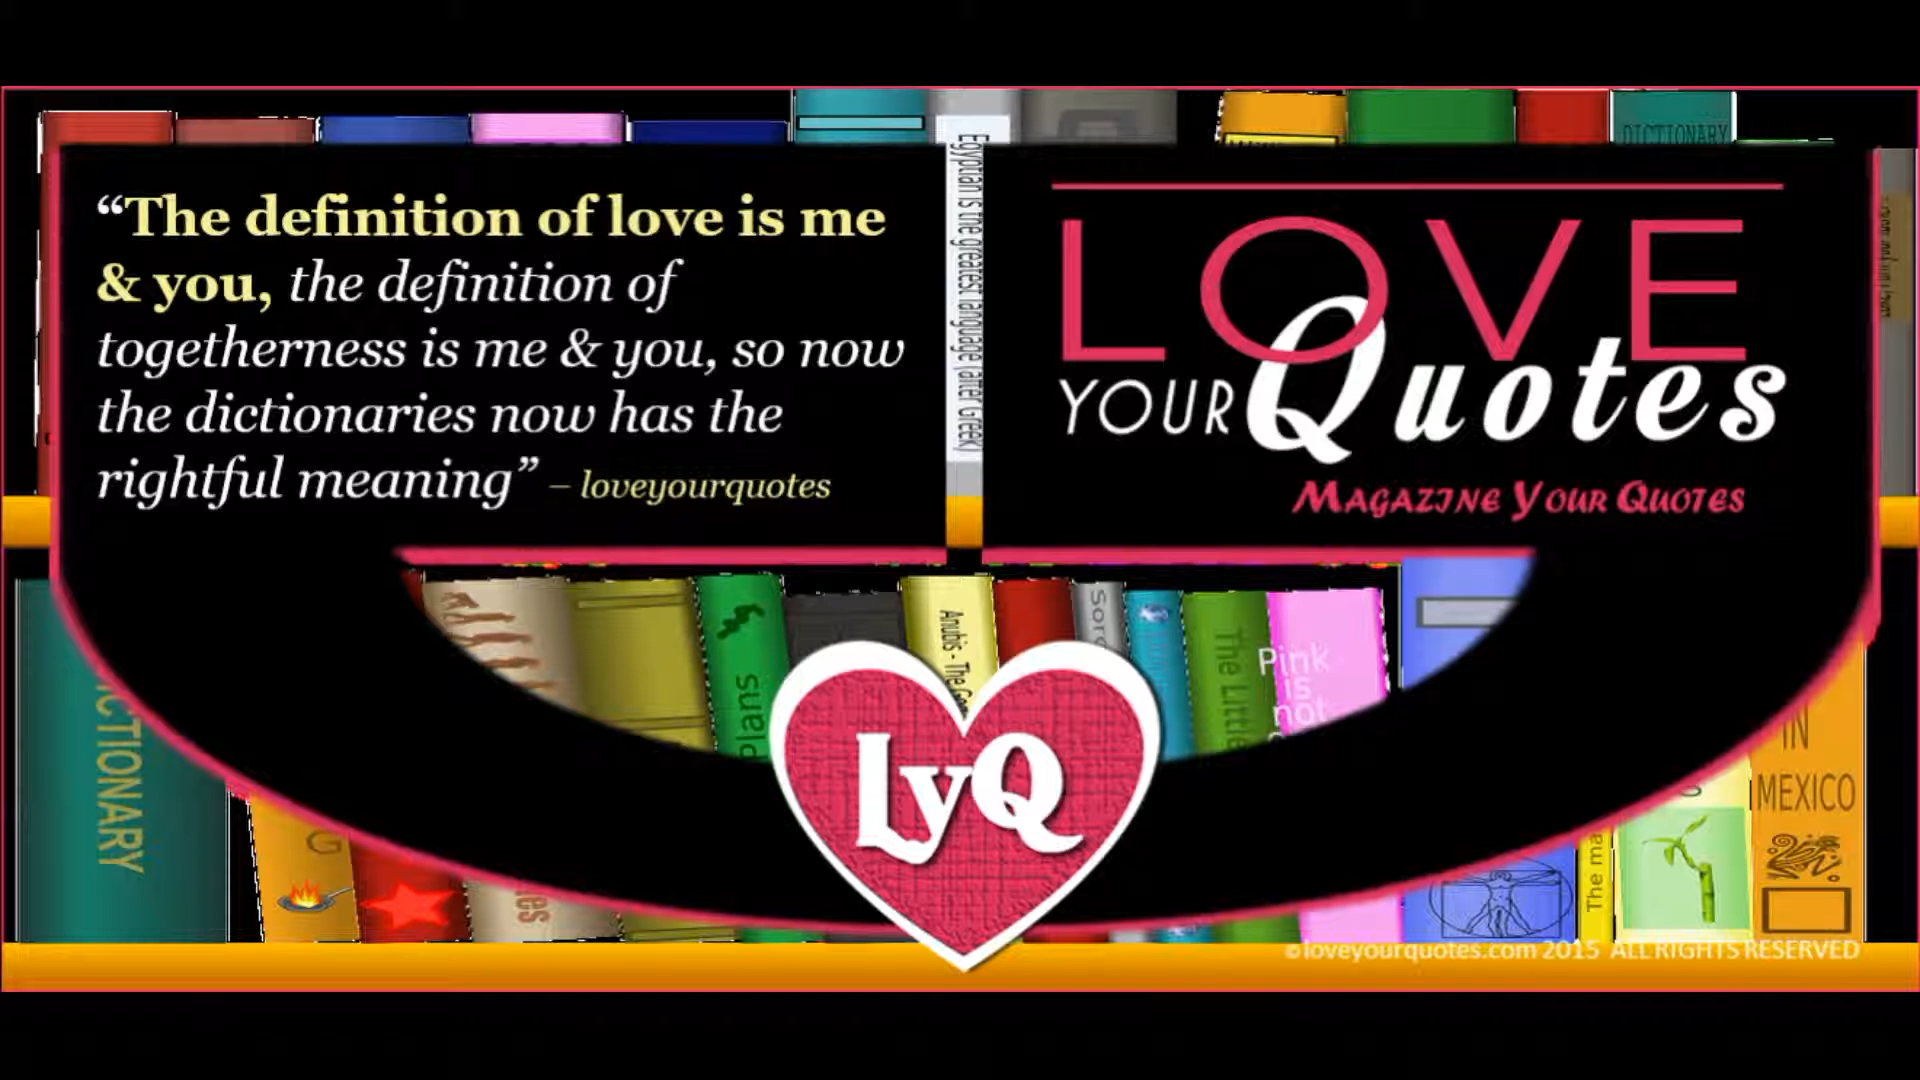 “The definition of love is me
& you, the definition of
togetherness is me & you, so now
the dictionaries now has the
rightful meaning” – loveyourquotes
LOVE
YOUR Quotes
MAGAZINE YOUR QUOTES
DICTIONARY
Egyptian is the greatest language (after Greek)
Plans
Anubis - The
The Little
Pink
is
not
LyQ
G
IN
MEXICO
The ma
©loveyourquotes.com 2015 ALL RIGHTS RESERVED